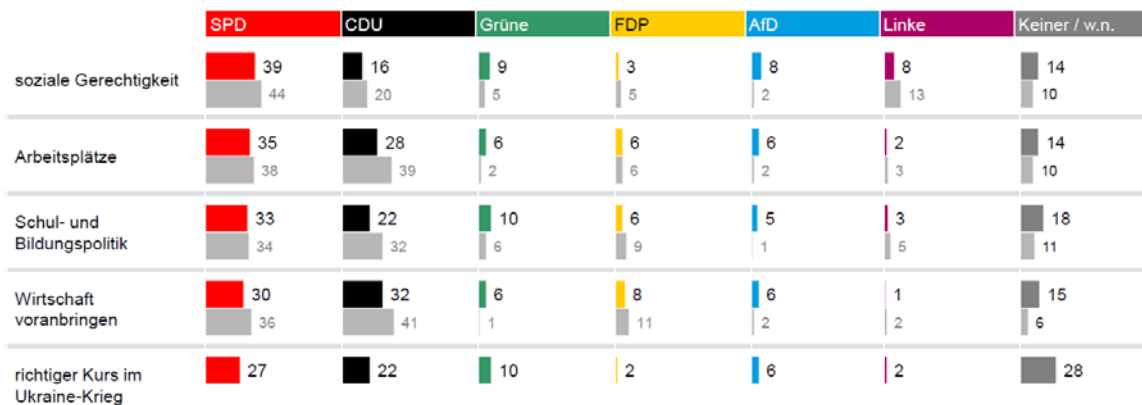 SPD CDU Grüne FDP AfD Linke Keiner / w.n.
soziale Gerechtigkeit
39 16 9 3 8 8 14
44 20 5 5 2 13 10
Arbeitsplätze
35 28 6 6 6 2 14
38 39 2 6 2 3 10
Schul- und
Bildungspolitik
33 22 10 6 5 3 18
34 32 6 9 1 5 11
Wirtschaft
voranbringen
30 32 6 8 6 1 15
36 41 1 11 2 2 6
richtiger Kurs im
Ukraine-Krieg
27 22 10 2 6 2 28